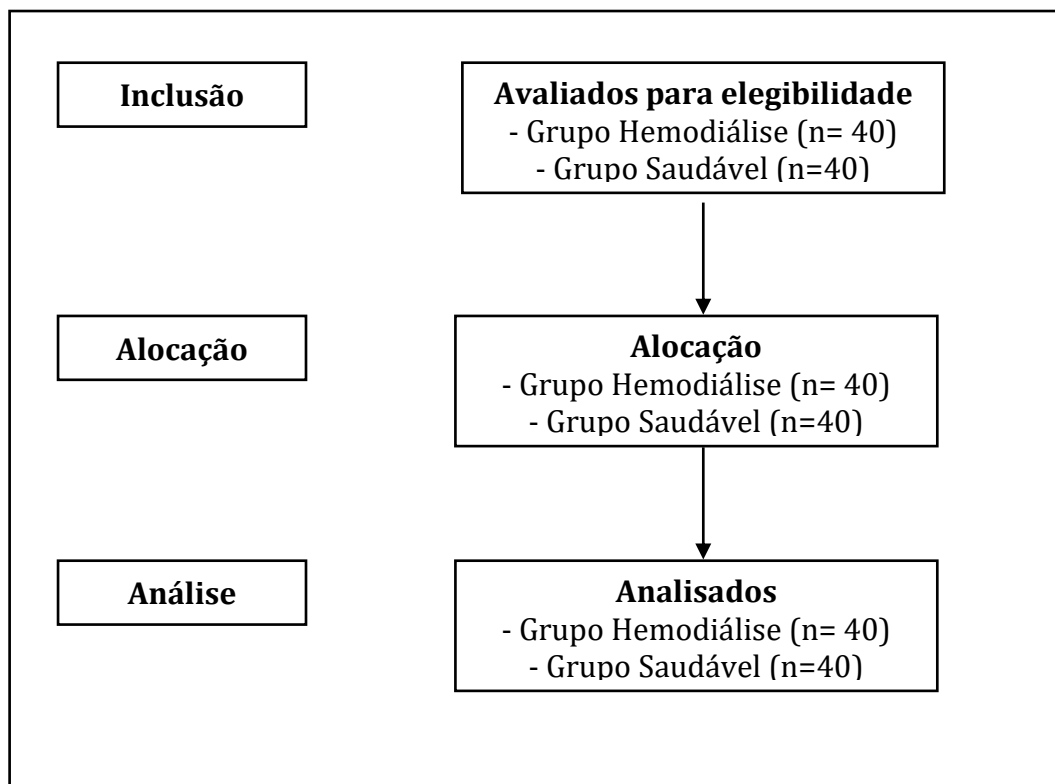 Inclusão
Avaliados para elegibilidade
- Grupo Hemodiálise (n= 40)
- Grupo Saudável (n=40)
Alocação
Alocação
- Grupo Hemodiálise (n= 40)
- Grupo Saudável (n=40)
Análise
Analisados
- Grupo Hemodiálise (n= 40)
- Grupo Saudável (n=40)